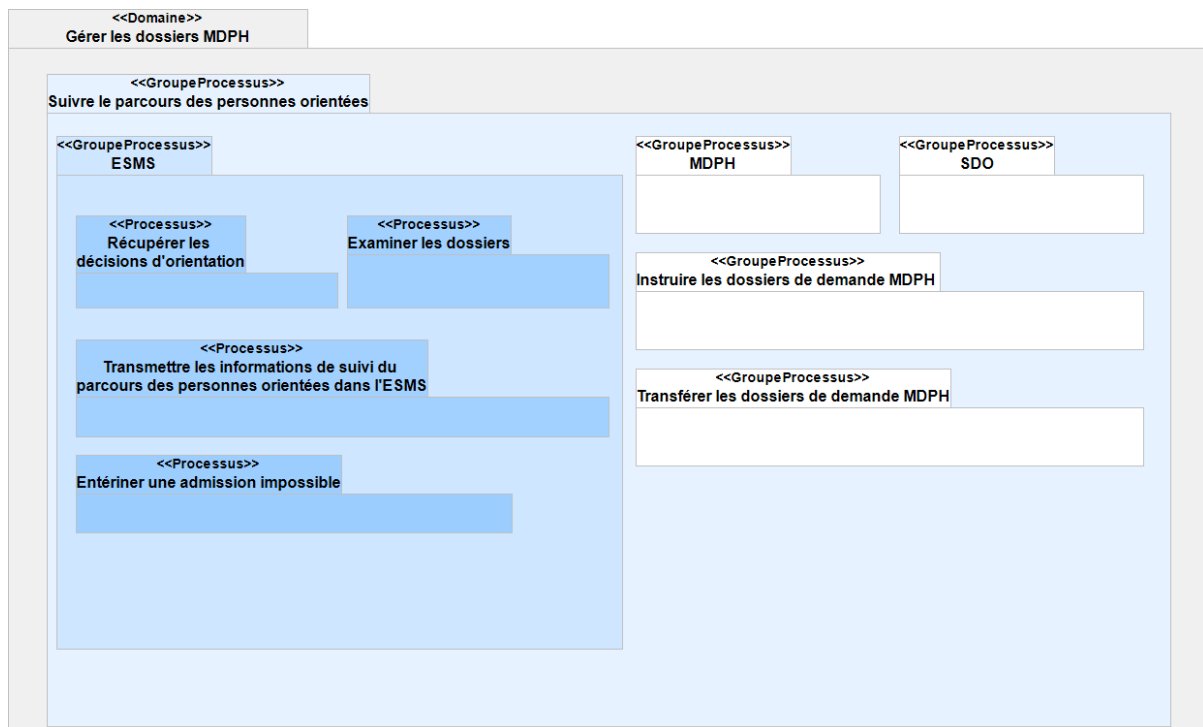 <<Domaine>>
Gérer les dossiers MDPH
<<GroupeProcessus>>
Suivre le parcours des personnes orientées
<<GroupeProcessus>>
ESMS
<<Processus>>
Récupérer les
décisions d'orientation
<<Processus>>
Examiner les dossiers
<<Processus>>
Transmettre les informations de suivi du
parcours des personnes orientées dans l'ESMS
<<Processus>>
Entériner une admission impossible
<<GroupeProcessus>>
MDPH
<<GroupeProcessus>>
SDO
<<GroupeProcessus>>
Instruire les dossiers de demande MDPH
<<GroupeProcessus>>
Transférer les dossiers de demande MDPH